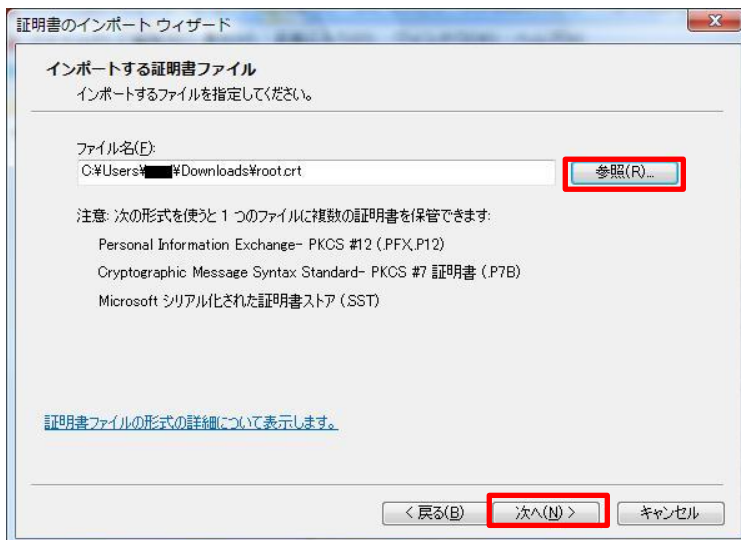 証明書のインポート ウィザード
インポートする証明書ファイル
インポートするファイルを指定してください。
ファイル名(F):
C:¥Users¥ ¥Downloads¥root.crt
参照(R)...
注意: 次の形式を使うと 1 つのファイルに複数の証明書を保管できます:
Personal Information Exchange- PKCS #12 (.PFX,.P12)
Cryptographic Message Syntax Standard- PKCS #7 証明書 (.P7B)
Microsoft シリアル化された証明書ストア (.SST)
証明書ファイルの形式の詳細について表示します。
< 戻る(B)
次へ(N) >
キャンセル